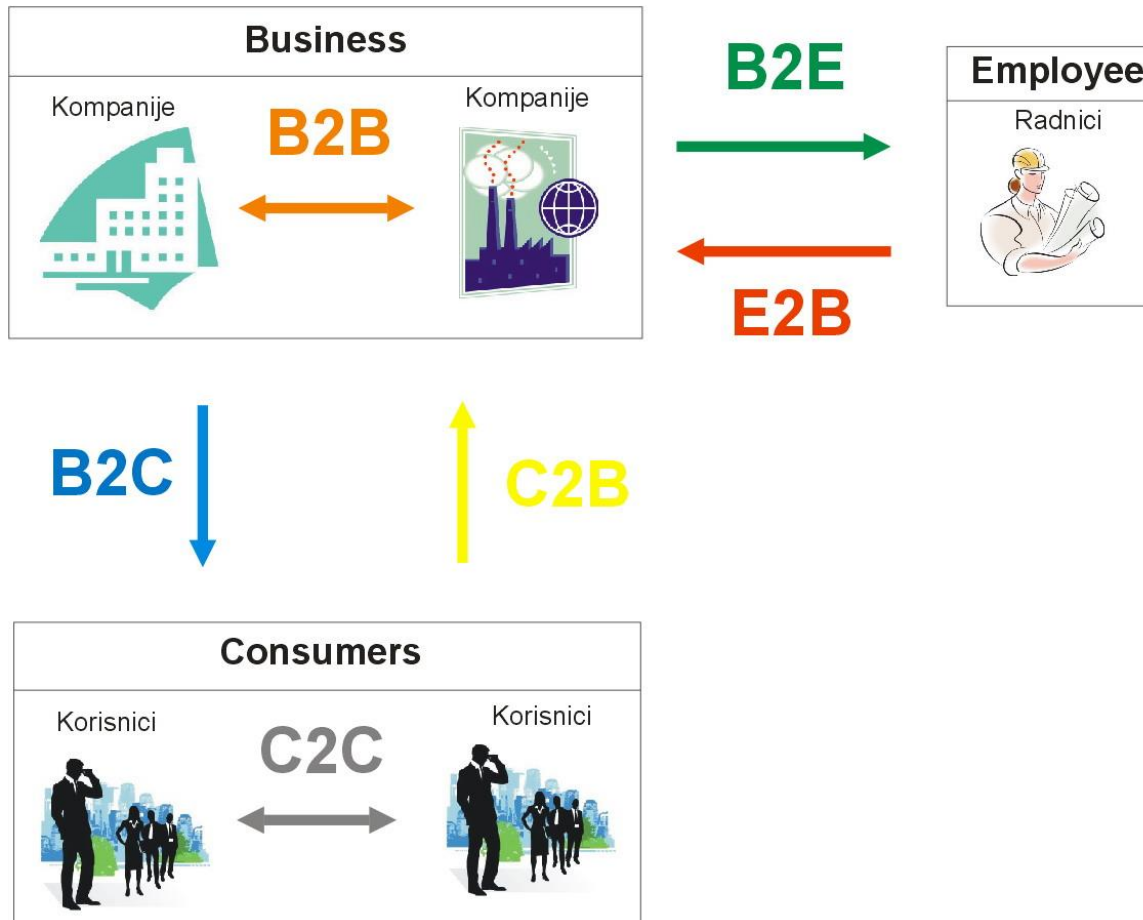 Business
Kompanije
B2B
Kompanije
B2E
Employee
Radnici
E2B
B2C
C2B
Consumers
Korisnici
C2C
Korisnici